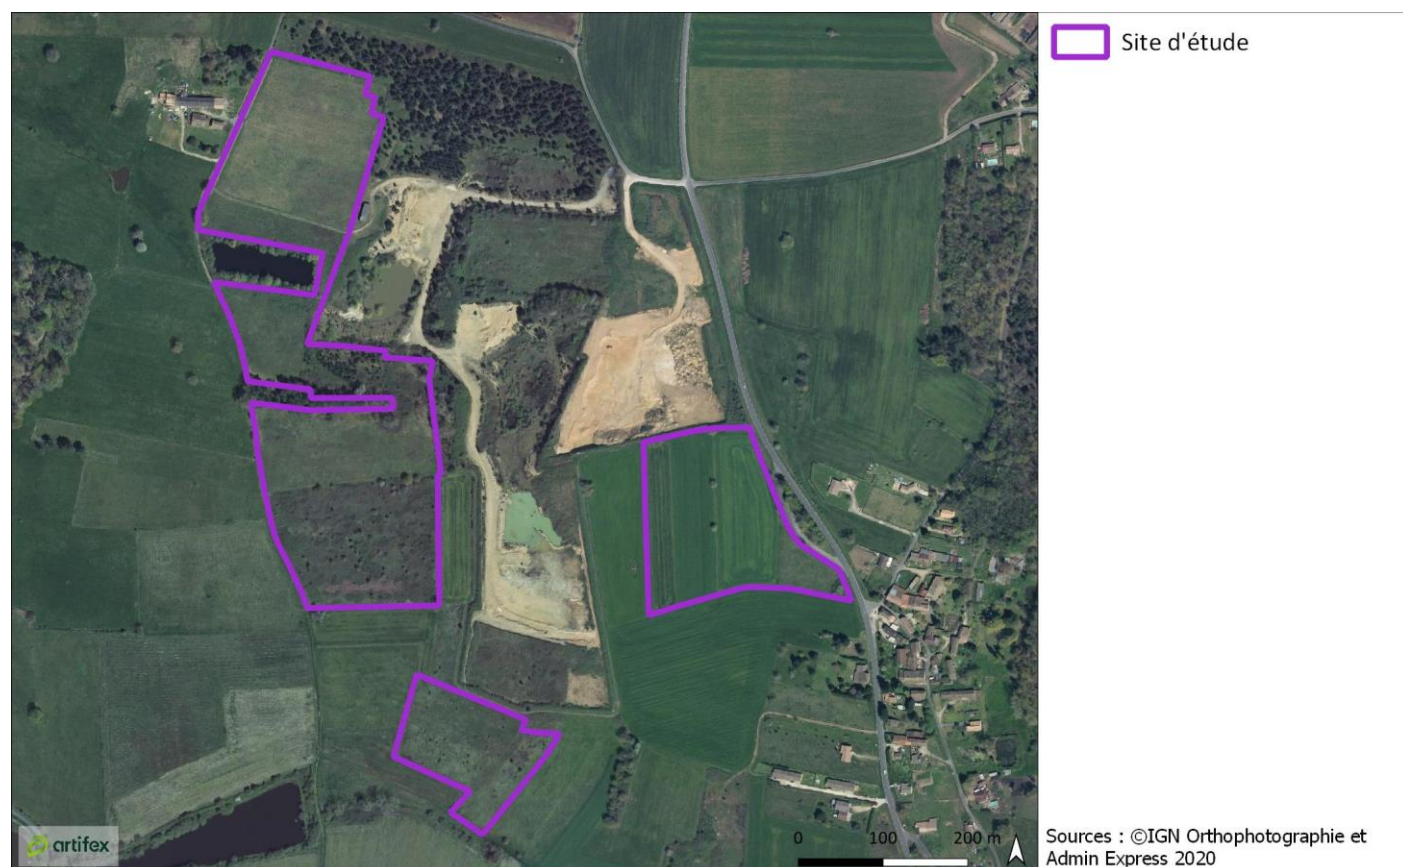 Site d'étude
artifex
0 100 200 m
Sources : ©IGN Orthophotographie et
Admin Express 2020